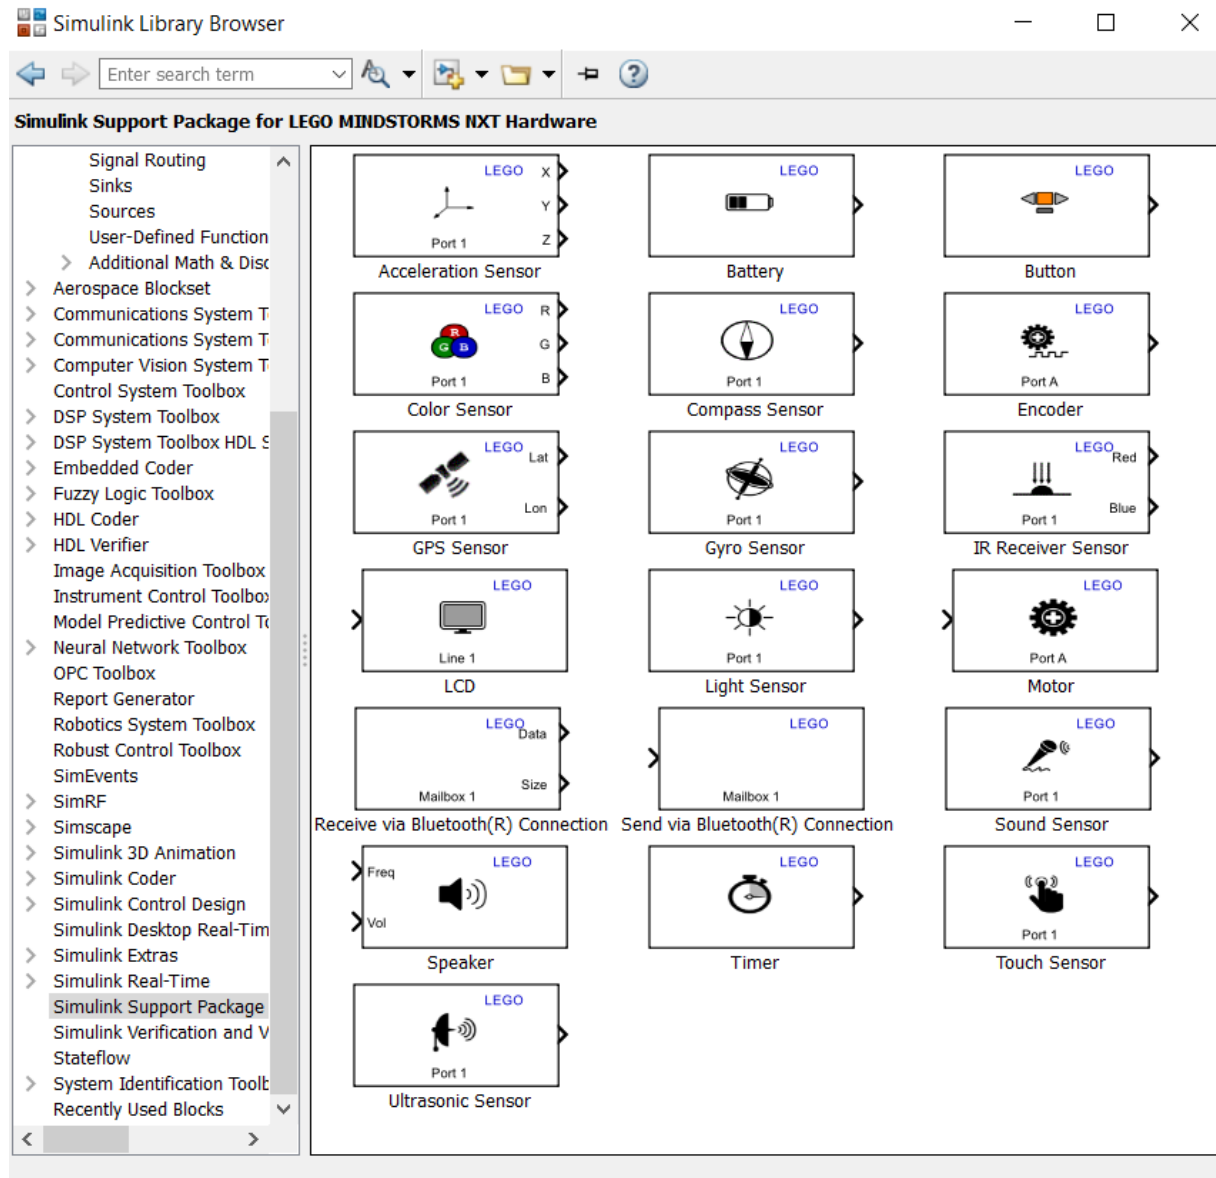 Simulink Library Browser
Enter search term
Simulink Support Package for LEGO MINDSTORMS NXT Hardware
Signal Routing
Sinks
Sources
User-Defined Function
Additional Math & Disc
Aerospace Blockset
Communications System T
Communications System T
Computer Vision System T
Control System Toolbox
DSP System Toolbox
DSP System Toolbox HDL S
Embedded Coder
Fuzzy Logic Toolbox
HDL Coder
HDL Verifier
Image Acquisition Toolbox
Instrument Control Toolbox
Model Predictive Control To
Neural Network Toolbox
OPC Toolbox
Report Generator
Robotics System Toolbox
Robust Control Toolbox
SimEvents
SimRF
Simscape
Simulink 3D Animation
Simulink Coder
Simulink Control Design
Simulink Desktop Real-Tim
Simulink Extras
Simulink Real-Time
Simulink Support Package
Simulink Verification and V
Stateflow
System Identification Toolb
Recently Used Blocks
LEGO X
Y
Port 1 Z
Acceleration Sensor
LEGO
Battery
LEGO
Button
LEGO R
R
G B
G
Port 1 B
Color Sensor
LEGO
Port 1
Compass Sensor
LEGO
Port A
Encoder
LEGO Lat
Lon
Port 1
GPS Sensor
LEGO
Port 1
Gyro Sensor
LEGO Red
Blue
Port 1
IR Receiver Sensor
LEGO
Line 1
LCD
LEGO
Port 1
Light Sensor
LEGO
Port A
Motor
LEGO Data
Size
Mailbox 1
Receive via Bluetooth(R) Connection
LEGO
Mailbox 1
Send via Bluetooth(R) Connection
LEGO
Port 1
Sound Sensor
LEGO
Freq
Vol
Speaker
LEGO
Timer
LEGO
Port 1
Touch Sensor
LEGO
Port 1
Ultrasonic Sensor